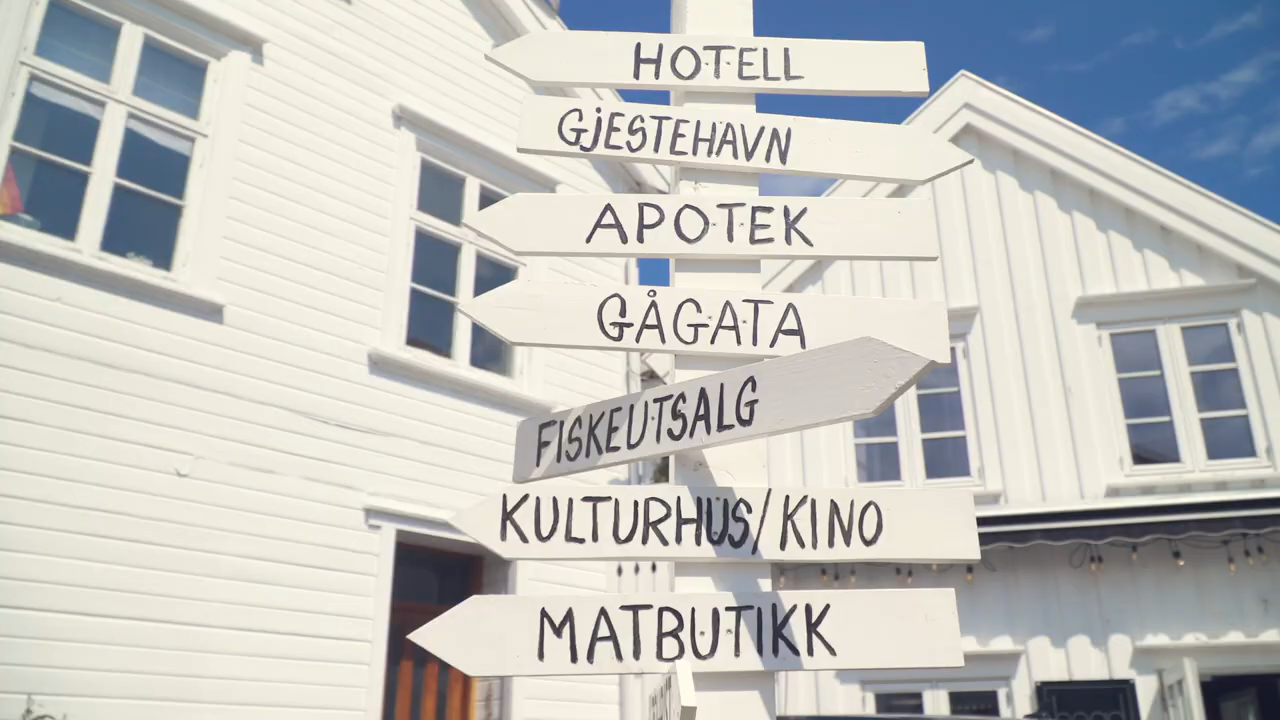 HOTELL
GJESTEHAVN
APOTEK
GÅGATA
FISKEUTSALG
KULTURHUS/KINO
MATBUTIKK